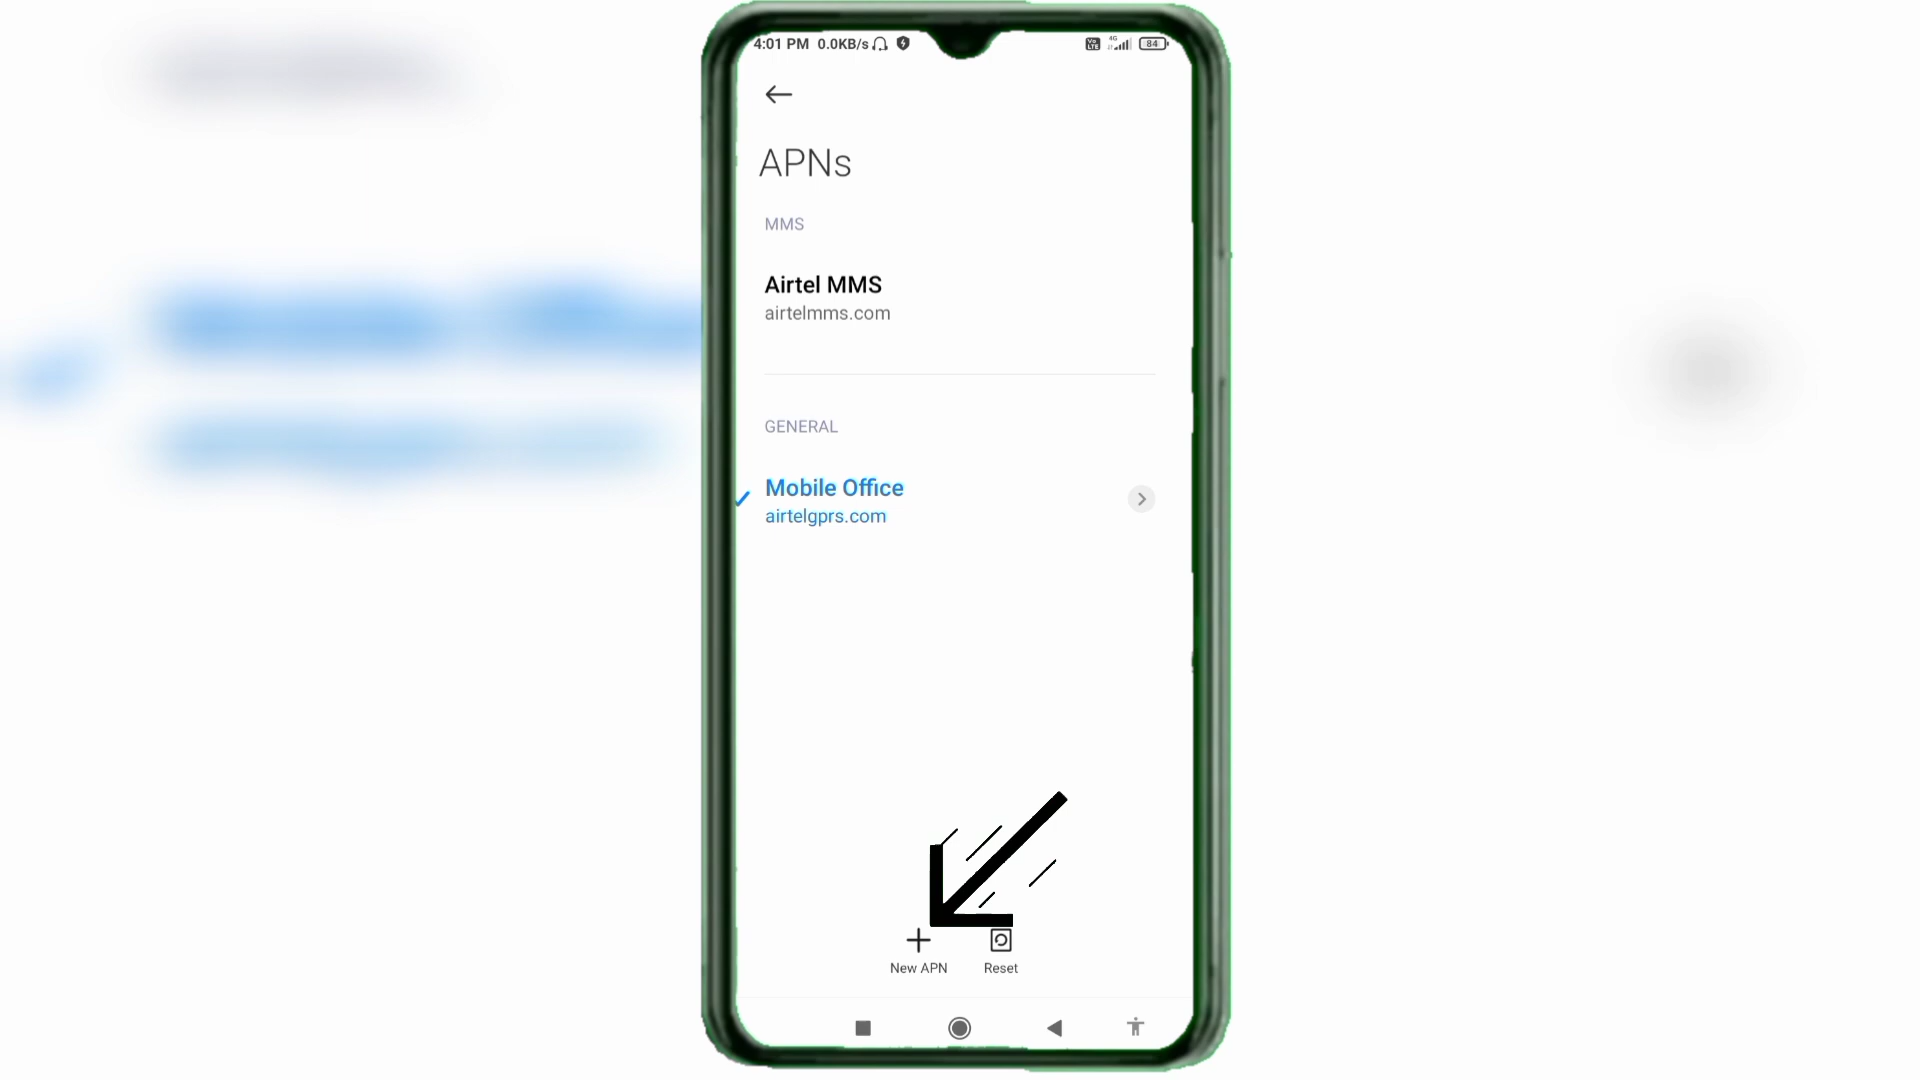 4:01 PM 0.0KB/s 4G 84
APNs
MMS
Airtel MMS
airtelmms.com
GENERAL
Mobile Office
airtelgprs.com
New APN Reset